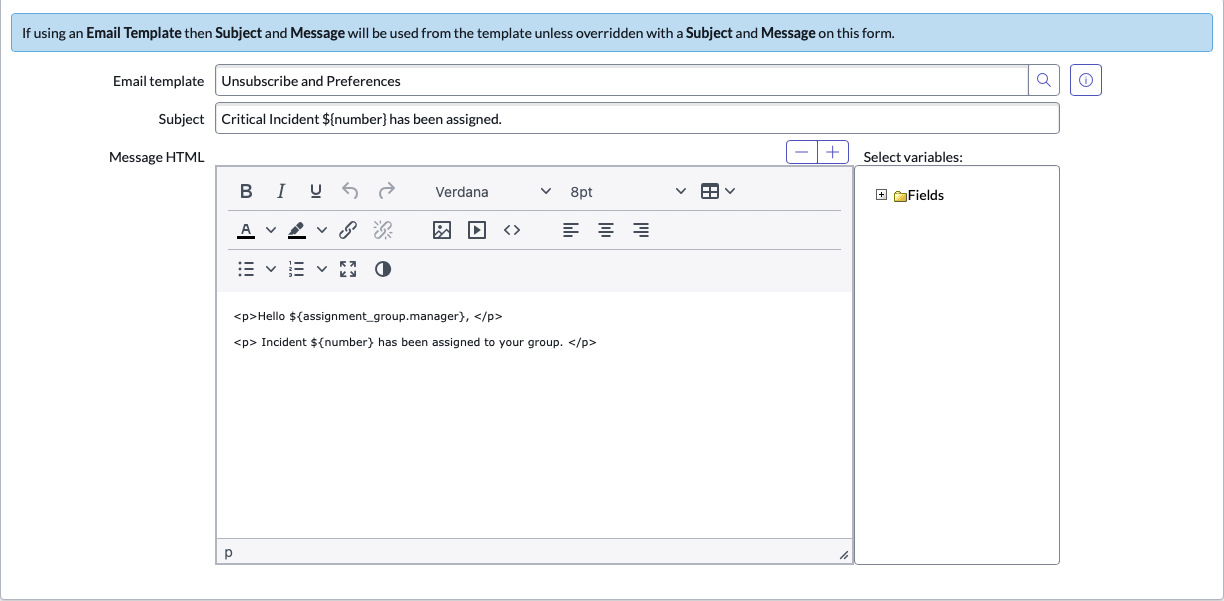 If using an Email Template then Subject and Message will be used from the template unless overridden with a Subject and Message on this form.
Email template Unsubscribe and Preferences
Subject Critical Incident ${number} has been assigned.
Message HTML Select variables:
B I U Verdana 8pt
A
Fields
<p>Hello ${assignment_group.manager}, </p>
<p> Incident ${number} has been assigned to your group. </p>
p